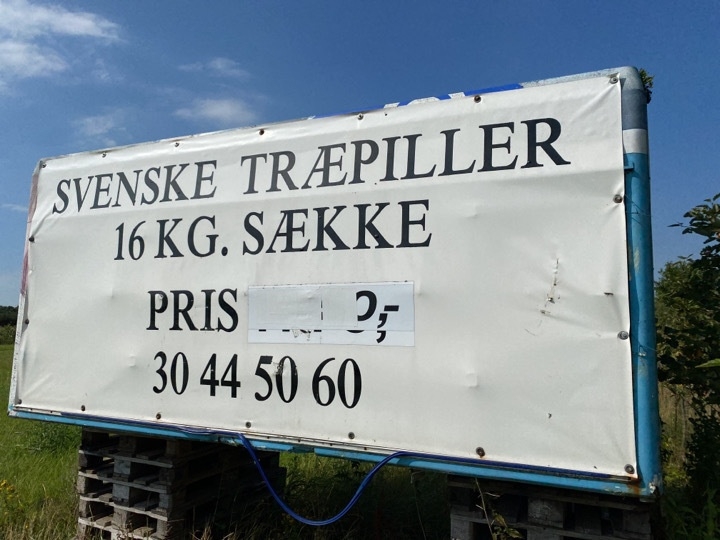 SVENSKE TRÆPILLER
16 KG. SÆKKE
PRIS
30 44 50 60